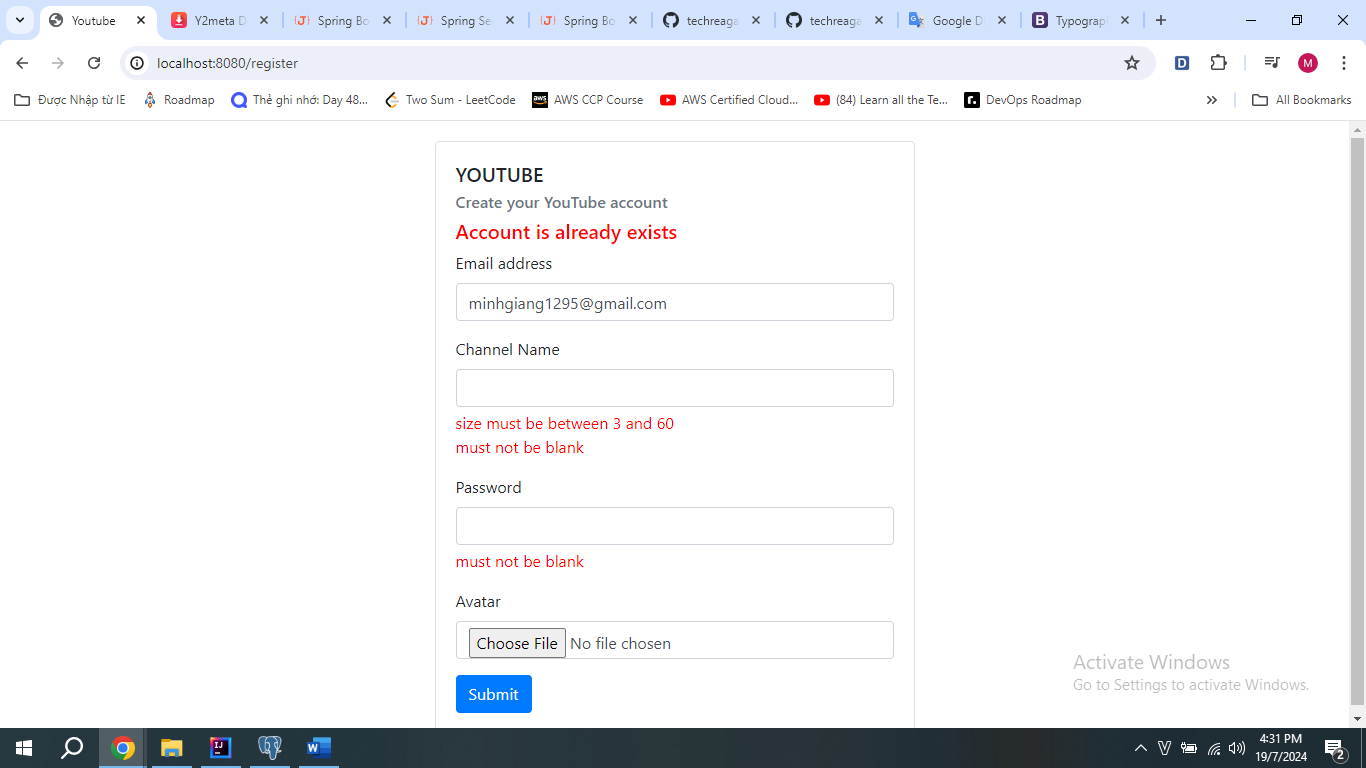 Youtube
Y2meta D
Spring Bo
Spring Se
Spring Bo
techreaga
techreaga
Google D
Typograp
localhost:8080/register
M
Được Nhập từ IE
Roadmap
Thẻ ghi nhớ: Day 48...
Two Sum - LeetCode
AWS CCP Course
AWS Certified Cloud...
(84) Learn all the Te...
DevOps Roadmap
All Bookmarks
YOUTUBE
Create your YouTube account
Account is already exists
Email address
minhgiang1295@gmail.com
Channel Name
size must be between 3 and 60
must not be blank
Password
must not be blank
Avatar
Choose File No file chosen
Submit
Activate Windows
Go to Settings to activate Windows.
4:31 PM
19/7/2024
2